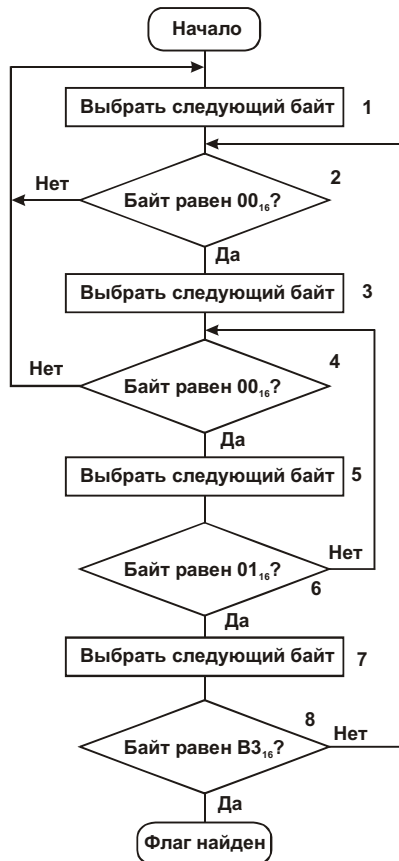 Начало
Выбрать следующий байт 1
2
Нет
Байт равен 00₁₆?
Да
Выбрать следующий байт 3
4
Нет
Байт равен 00₁₆?
Да
Выбрать следующий байт 5
Байт равен 01₁₆?
Нет
6
Да
Выбрать следующий байт 7
8
Нет
Байт равен B3₁₆?
Да
Флаг найден